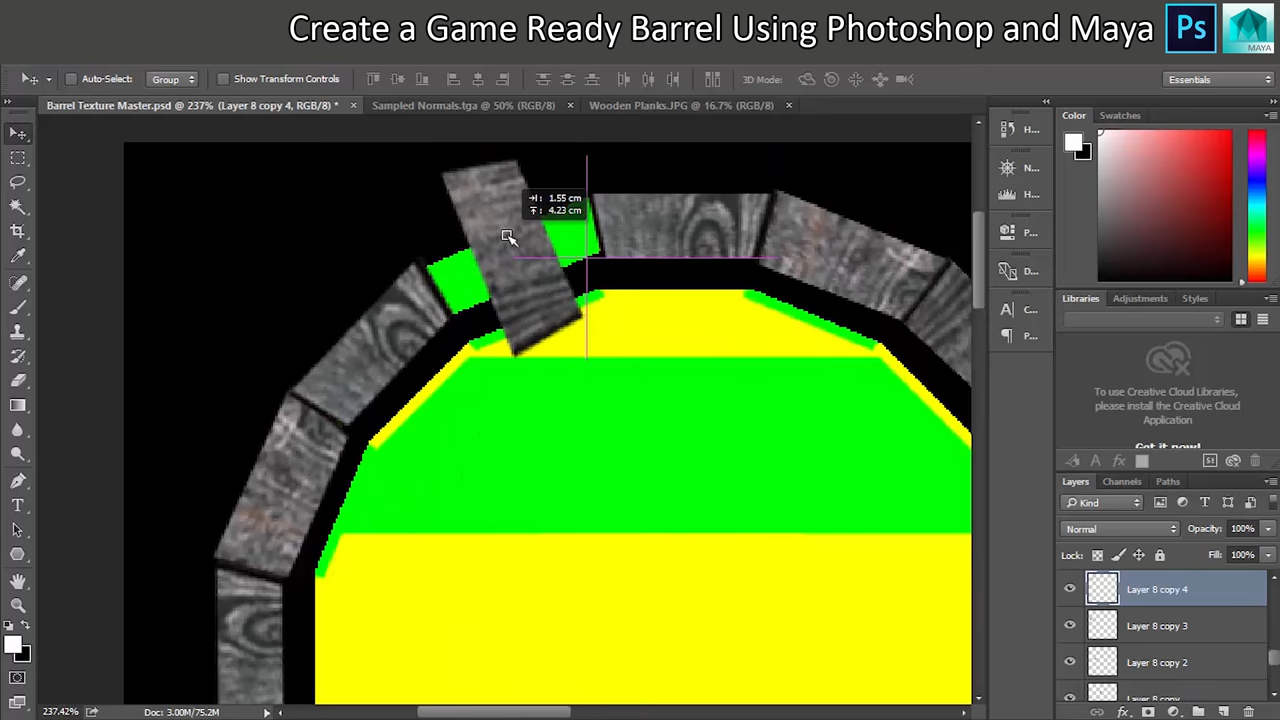 Create a Game Ready Barrel Using Photoshop and Maya
Ps
MAYA
Auto-Select:
Group
Show Transform Controls
3D Mode:
Essentials
Barrel Texture Master.psd @ 237% (Layer 8 copy 4, RGB/8) *
Sampled Normals.tga @ 50% (RGB/8)
Wooden Planks.JPG @ 16.7% (RGB/8)
Color
Swatches
H...
N...
H...
P...
D...
C...
P...
1.55 cm
4.23 cm
Libraries
Adjustments
Styles
To use Creative Cloud Libraries,
please install the Creative Cloud
Application
Get it now!
Layers
Channels
Paths
Kind
Normal
Opacity:
100%
Lock:
Fill:
100%
Layer 8 copy 4
Layer 8 copy 3
Layer 8 copy 2
Layer 8 copy
237.42%
Doc: 3.00M/75.2M